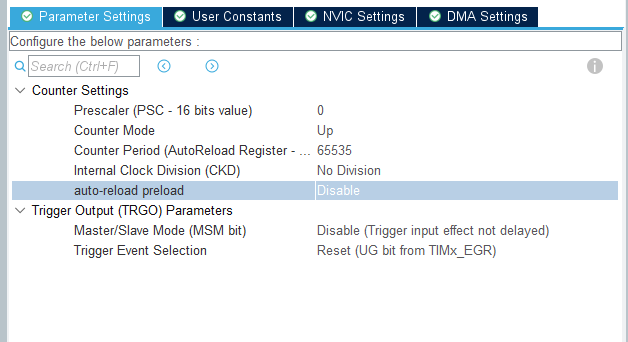 Parameter Settings User Constants NVIC Settings DMA Settings
Configure the below parameters :
Search (Ctrl+F)
Counter Settings
Prescaler (PSC - 16 bits value) 0
Counter Mode Up
Counter Period (AutoReload Register - ... 65535
Internal Clock Division (CKD) No Division
auto-reload preload Disable
Trigger Output (TRGO) Parameters
Master/Slave Mode (MSM bit) Disable (Trigger input effect not delayed)
Trigger Event Selection Reset (UG bit from TIMx_EGR)